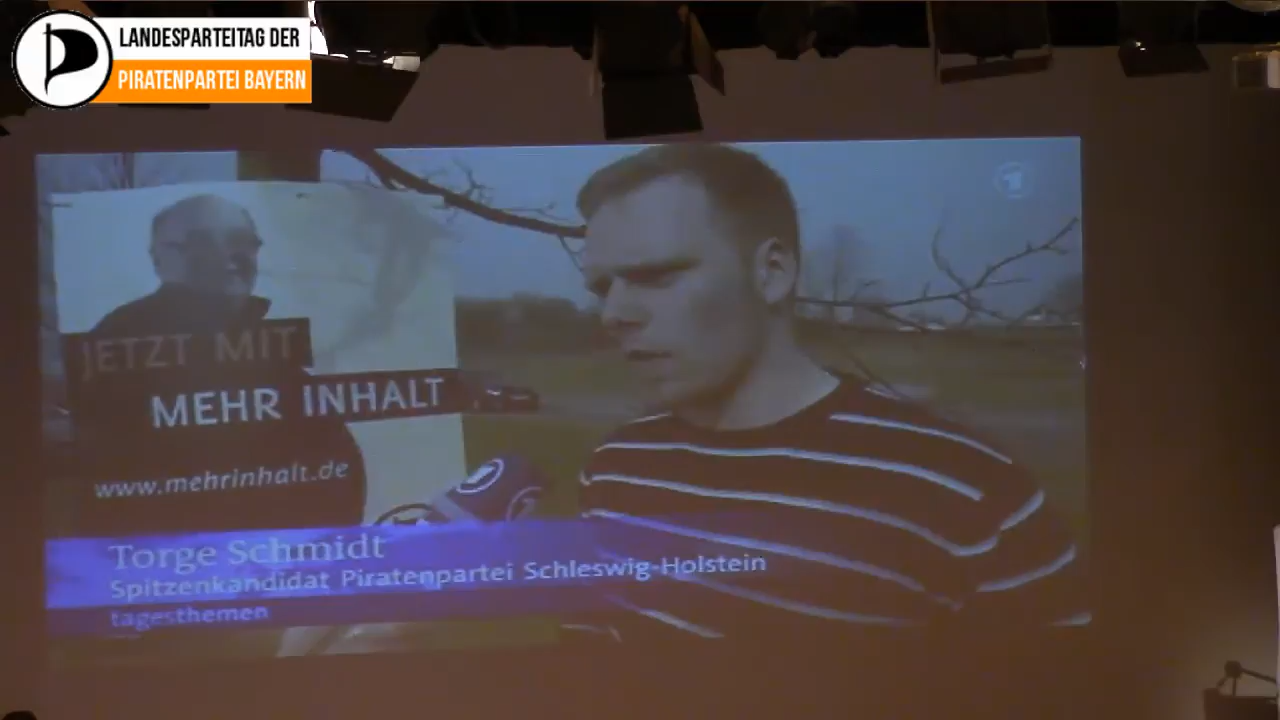 LANDESPARTEITAG DER
PIRATENPARTEI BAYERN
JETZT MIT
MEHR INHALT
www.mehrinhalt.de
Torge Schmidt
Spitzenkandidat Piratenpartei Schleswig-Holstein
tagesthemen